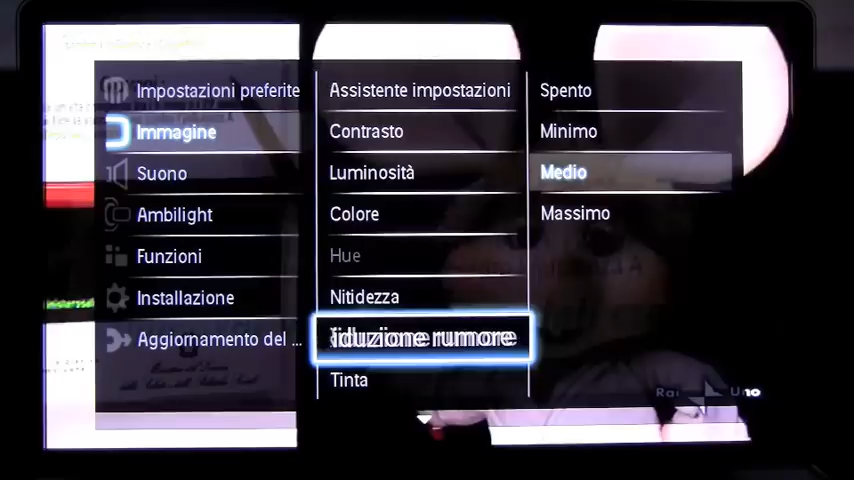 Impostazioni preferite
Immagine
Suono
Ambilight
Funzioni
Installazione
Aggiornamento del ...
Assistente impostazioni
Contrasto
Luminosità
Colore
Hue
Nitidezza
iduzione rumore
Tinta
Spento
Minimo
Medio
Massimo
Rai Uno